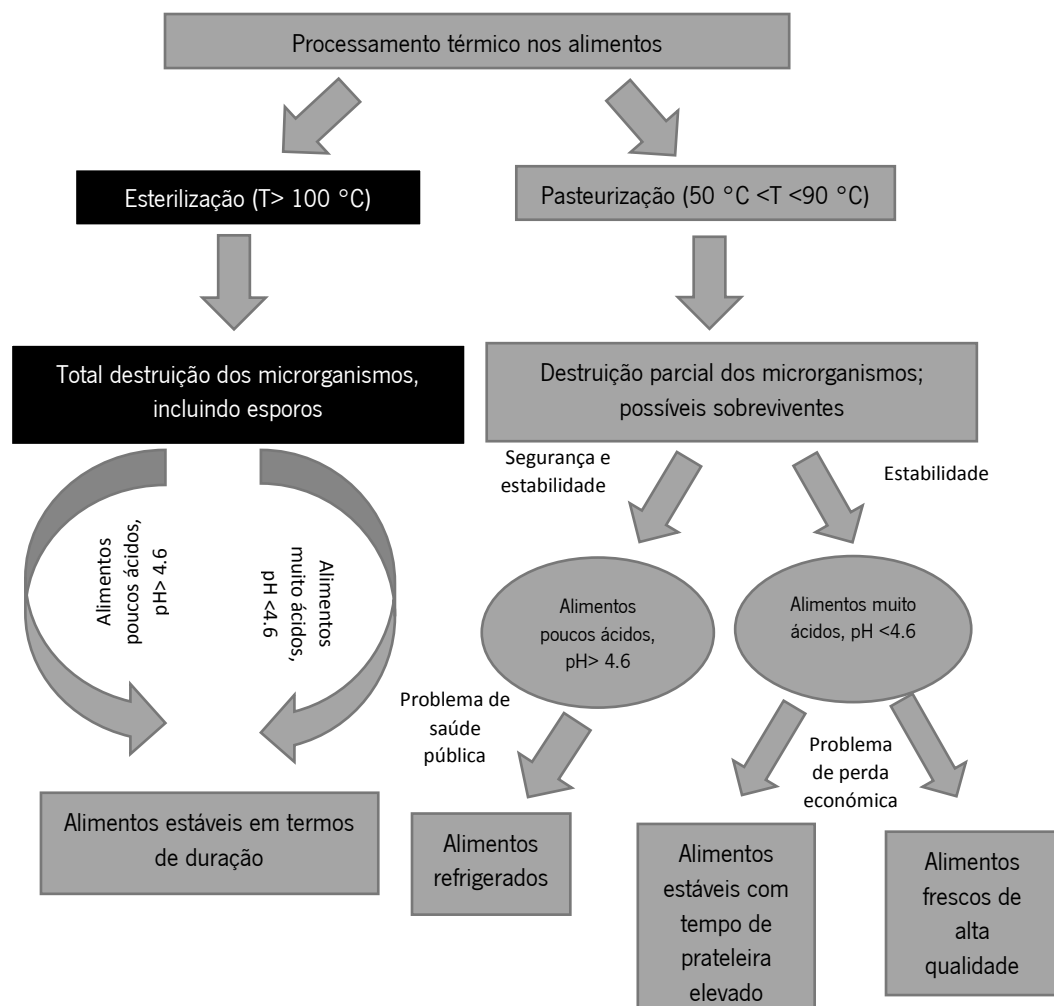 Processamento térmico nos alimentos
Esterilização (T> 100 °C)
Pasteurização (50 °C <T <90 °C)
Total destruição dos microrganismos,
incluindo esporos
Destruição parcial dos microrganismos;
possíveis sobreviventes
Segurança e
estabilidade
Estabilidade
Alimentos
poucos ácidos,
pH> 4.6
Alimentos
muito ácidos,
pH <4.6
Alimentos
poucos ácidos,
pH> 4.6
Alimentos muito
ácidos, pH <4.6
Problema de
saúde
pública
Problema
de perda
económica
Alimentos estáveis em termos
de duração
Alimentos
refrigerados
Alimentos
estáveis com
tempo de
prateleira
elevado
Alimentos
frescos de
alta
qualidade